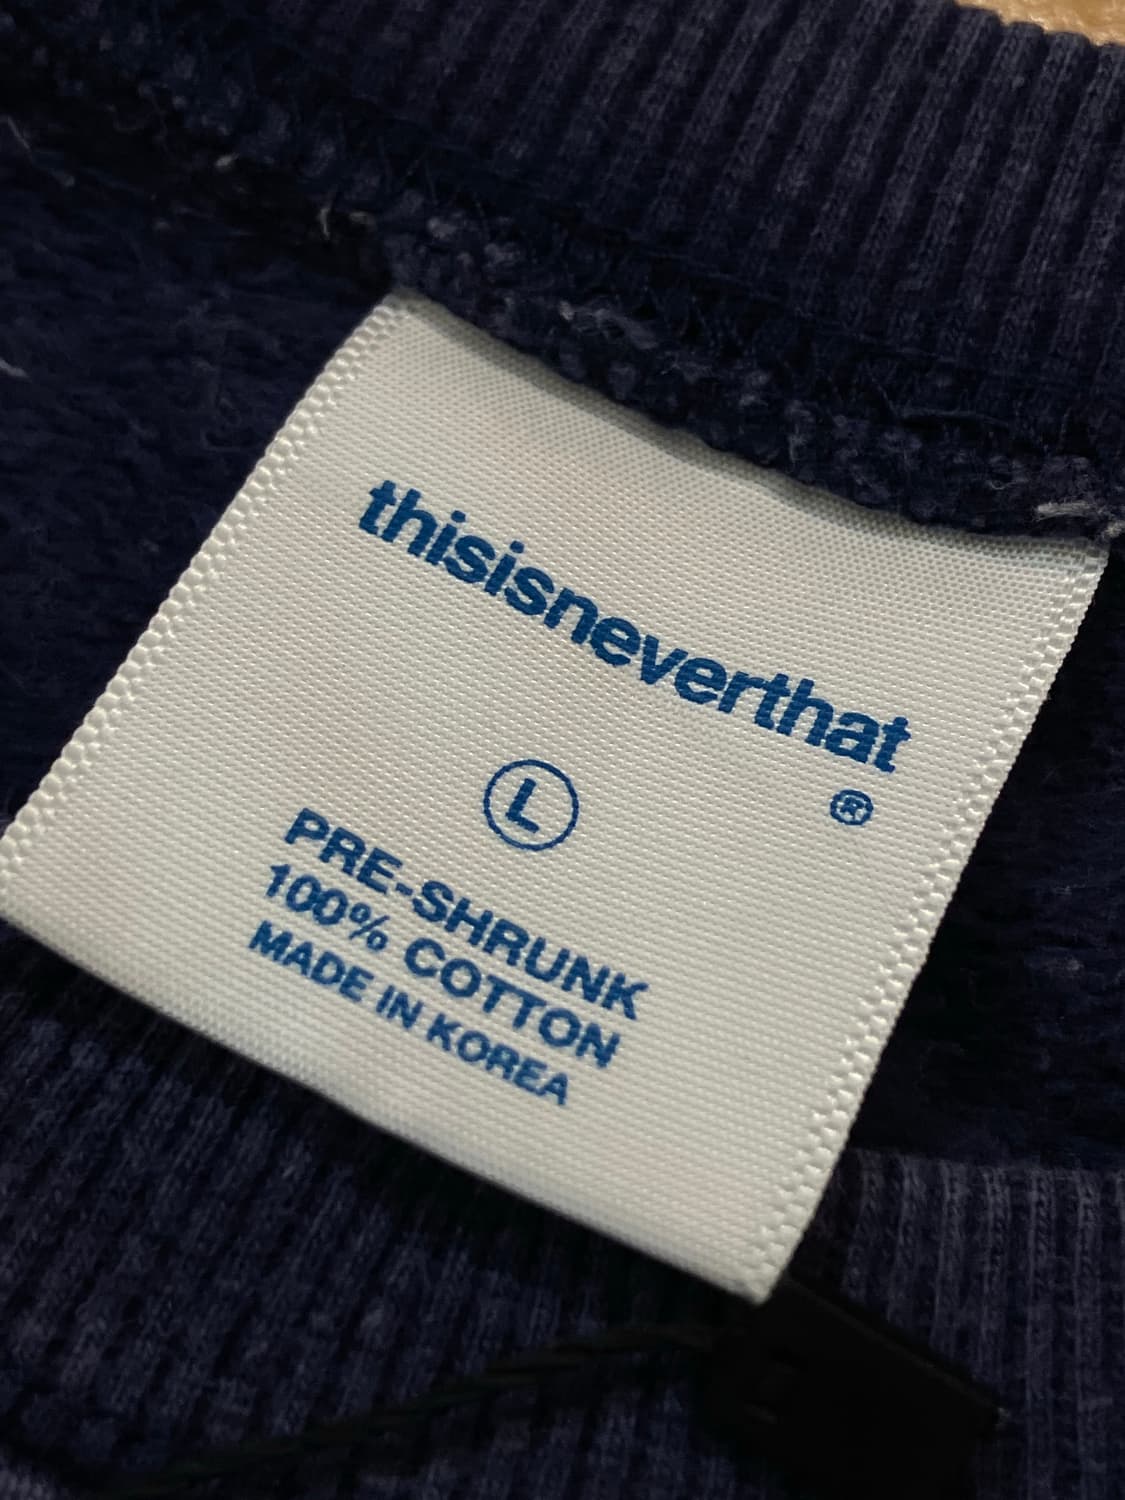 thisisneverthat
®
L
PRE-SHRUNK
100% COTTON
MADE IN KOREA